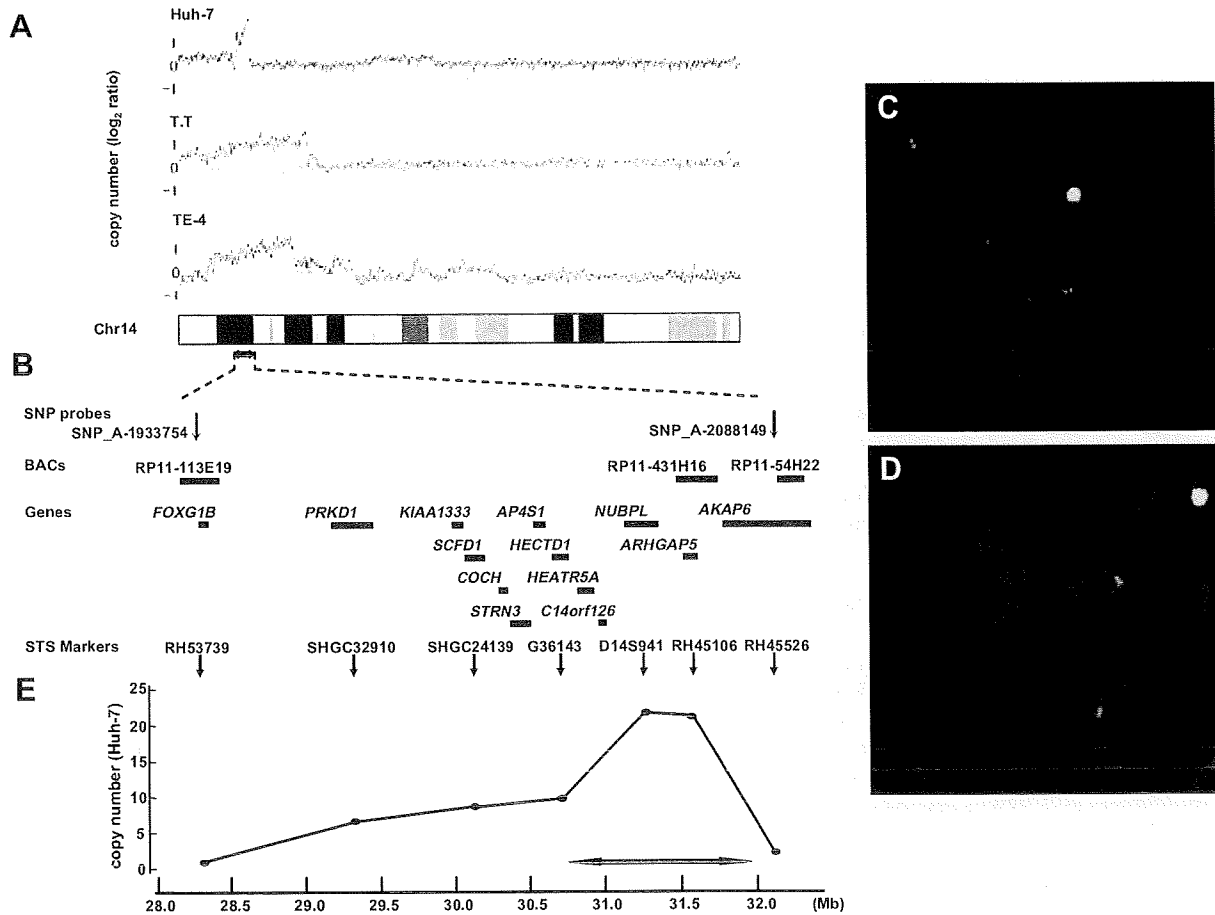 A
Huh-7
1
0
−1
T.T
1
0
−1
TE-4
1
0
−1
copy number (log2 ratio)
Chr14
B
SNP probes
SNP_A-1933754
SNP_A-2088149
BACs
RP11-113E19
RP11-431H16
RP11-54H22
Genes
FOXG1B
PRKD1
KIAA1333
AP4S1
NUBPL
AKAP6
SCFD1
HECTD1
ARHGAP5
COCH
HEATR5A
STRN3
C14orf126
STS Markers
RH53739
SHGC32910
SHGC24139
G36143
D14S941
RH45106
RH45526
E
copy number (Huh-7)
25
20
15
10
5
0
28.0 28.5 29.0 29.5 30.0 30.5 31.0 31.5 32.0 (Mb)
C
D